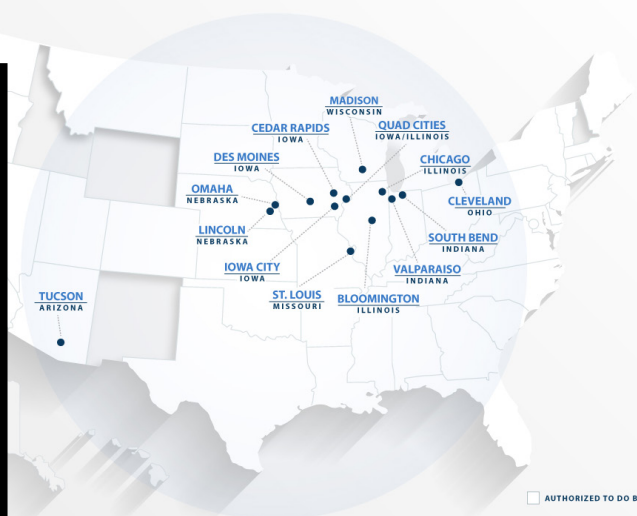 MADISON
WISCONSIN
CEDAR RAPIDS
IOWA
QUAD CITIES
IOWA/ILLINOIS
DES MOINES
IOWA
CHICAGO
ILLINOIS
OMAHA
NEBRASKA
CLEVELAND
OHIO
LINCOLN
NEBRASKA
SOUTH BEND
INDIANA
IOWA CITY
IOWA
VALPARAISO
INDIANA
TUCSON
ARIZONA
ST. LOUIS
MISSOURI
BLOOMINGTON
ILLINOIS
AUTHORIZED TO DO B